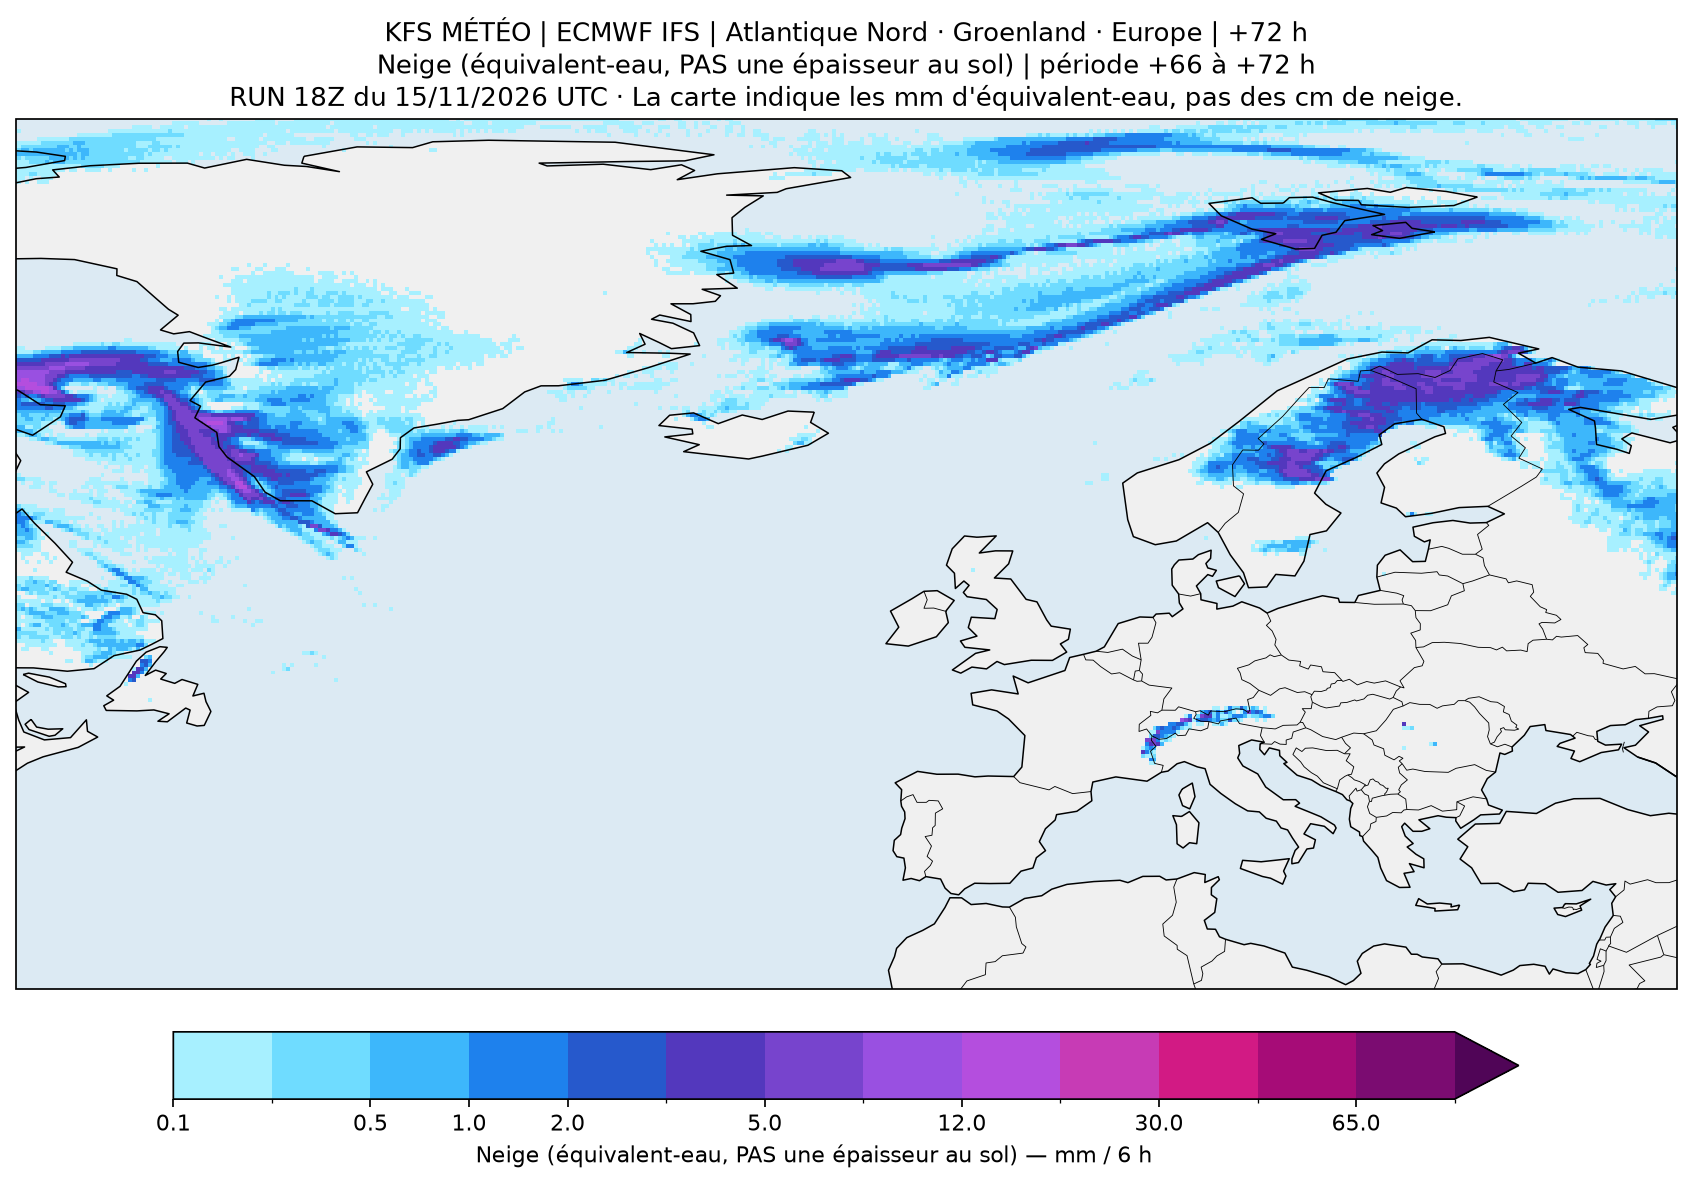 KFS MÉTÉO | ECMWF IFS | Atlantique Nord · Groenland · Europe | +72 h
Neige (équivalent-eau, PAS une épaisseur au sol) | période +66 à +72 h
RUN 18Z du 15/11/2026 UTC · La carte indique les mm d'équivalent-eau, pas des cm de neige.
0.1 0.5 1.0 2.0 5.0 12.0 30.0 65.0
Neige (équivalent-eau, PAS une épaisseur au sol) — mm / 6 h